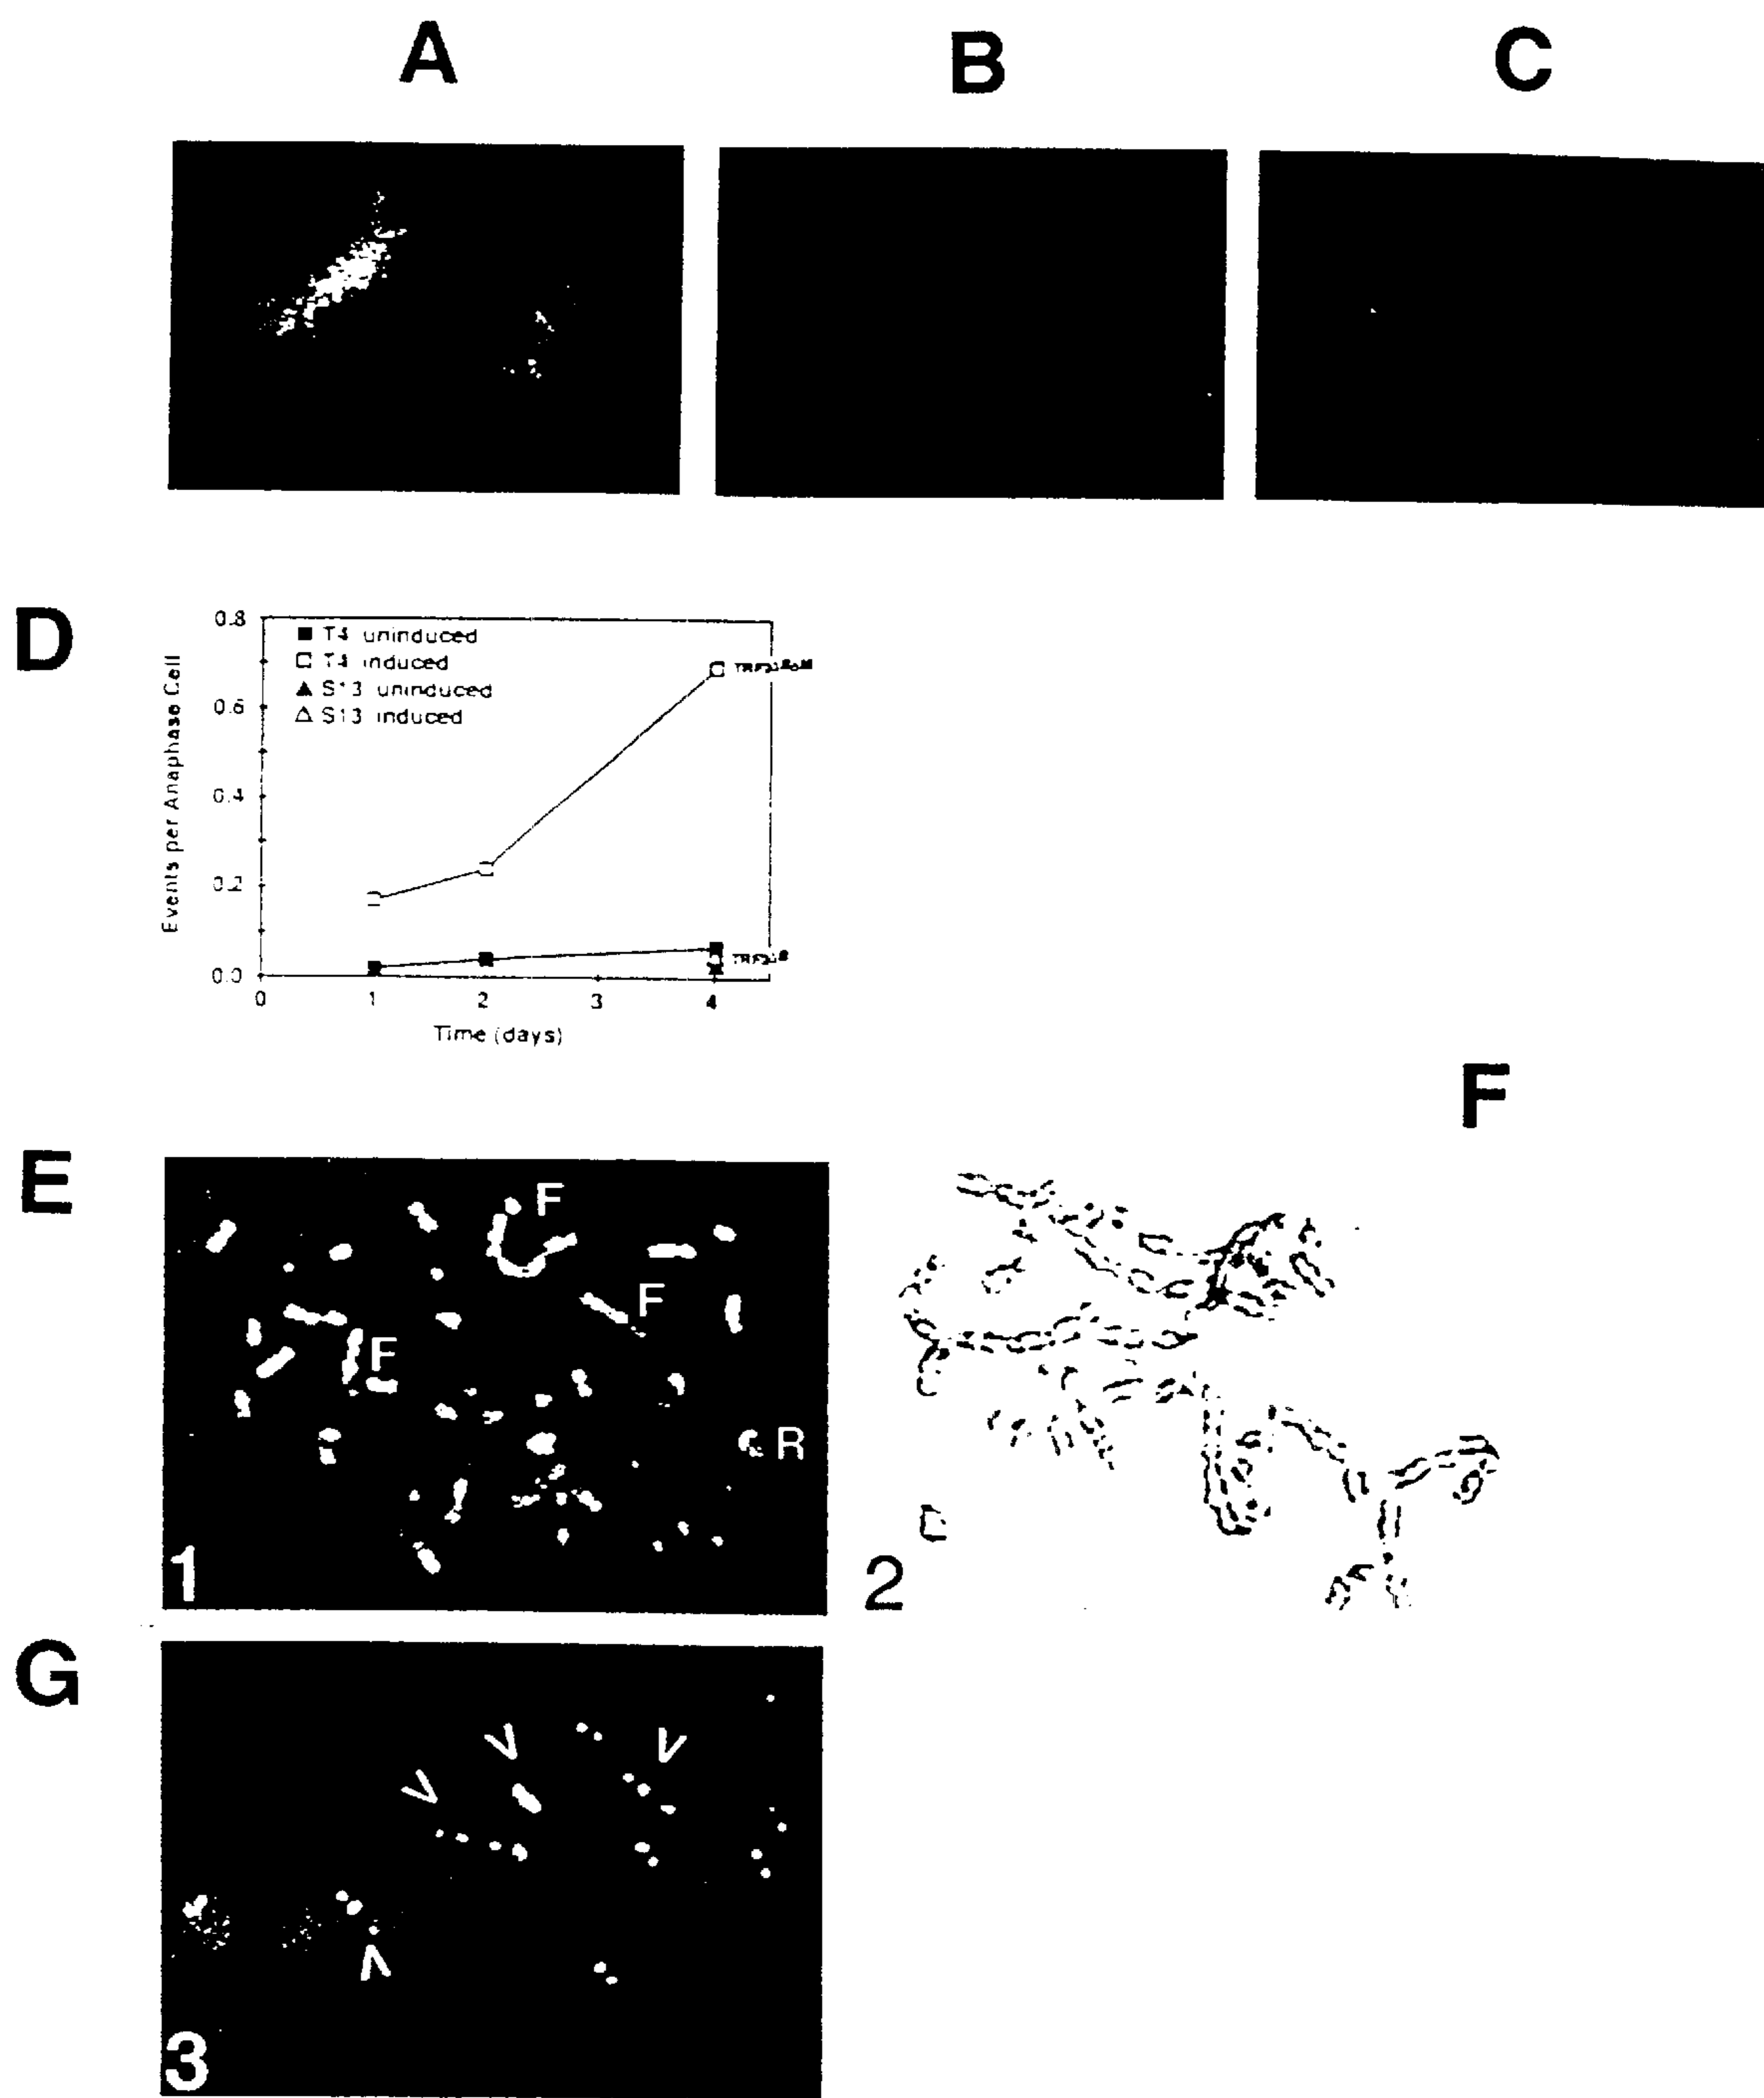 A
B
C
D
0.8
0.6
0.4
0.2
0.0
Events per Anaphase Cell
T4 uninduced
T4 induced
S13 uninduced
S13 induced
0 1 2 3 4
Time (days)
E
F
F
F
R
1
F
2
G
3